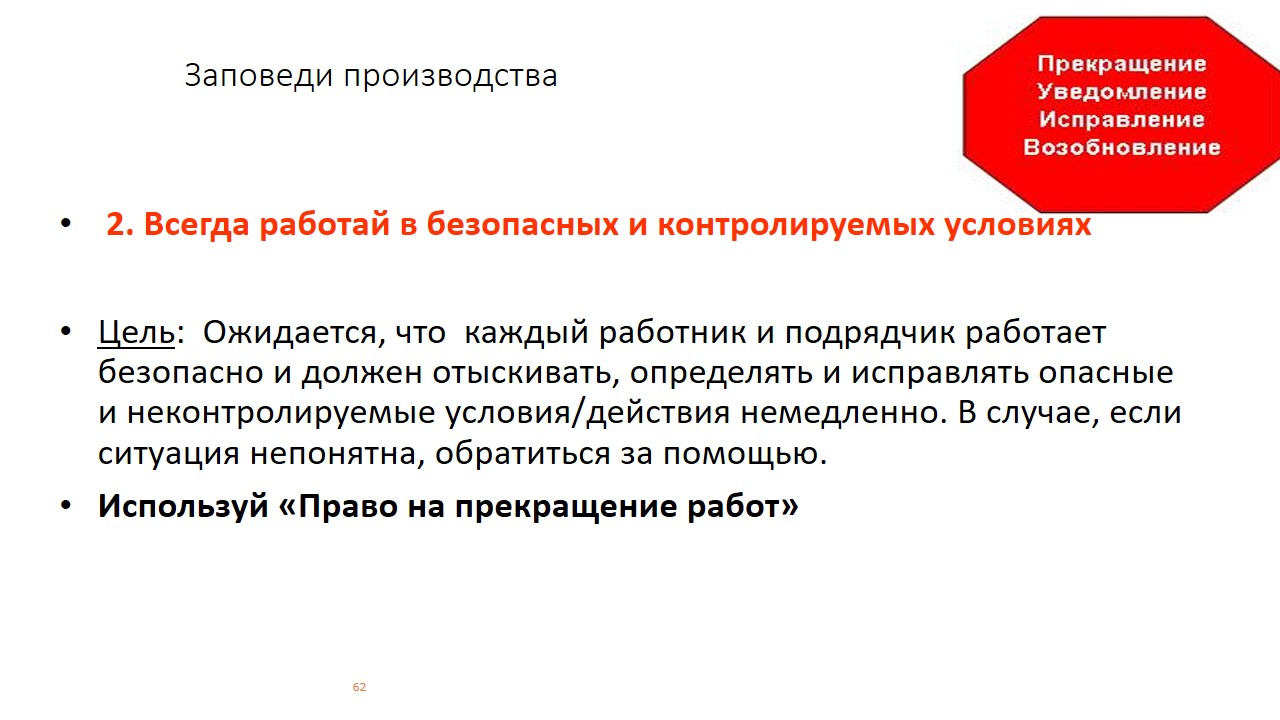 Заповеди производства
Прекращение
Уведомление
Исправление
Возобновление
• 2. Всегда работай в безопасных и контролируемых условиях
• Цель: Ожидается, что каждый работник и подрядчик работает
безопасно и должен отыскивать, определять и исправлять опасные
и неконтролируемые условия/действия немедленно. В случае, если
ситуация непонятна, обратиться за помощью.
• Используй «Право на прекращение работ»
62